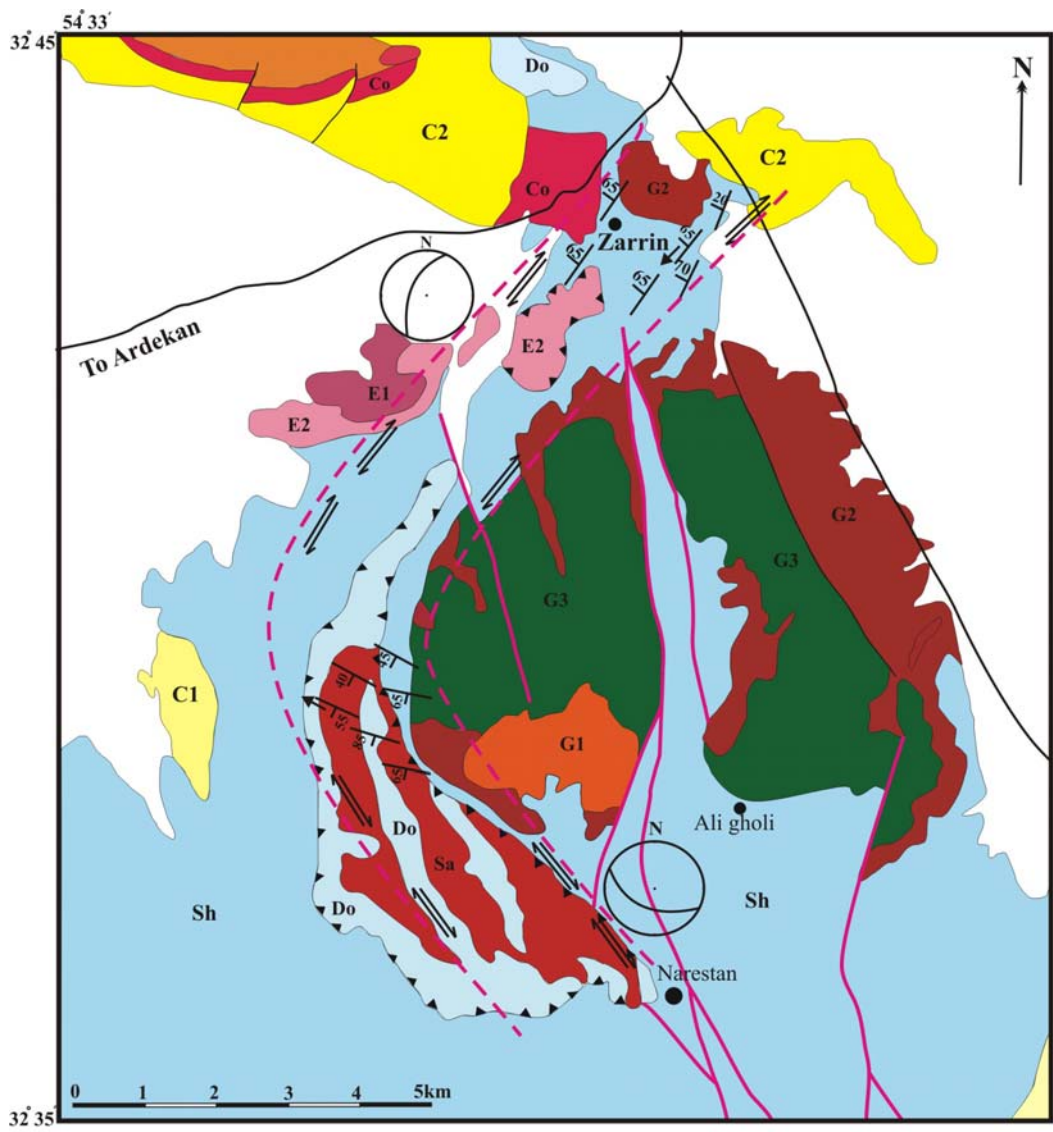 54° 33′
32° 45
N
Do
Co
C2
C2
Co
G2
65
20
Zarrin
65
65
65
70
N
To Ardekan
E2
E1
E2
G2
G3
G3
C1
45
40
65
55
85
65
G1
Ali gholi
N
Do
Sa
Sh
Do
Sh
Narestan
0 1 2 3 4 5km
32° 35